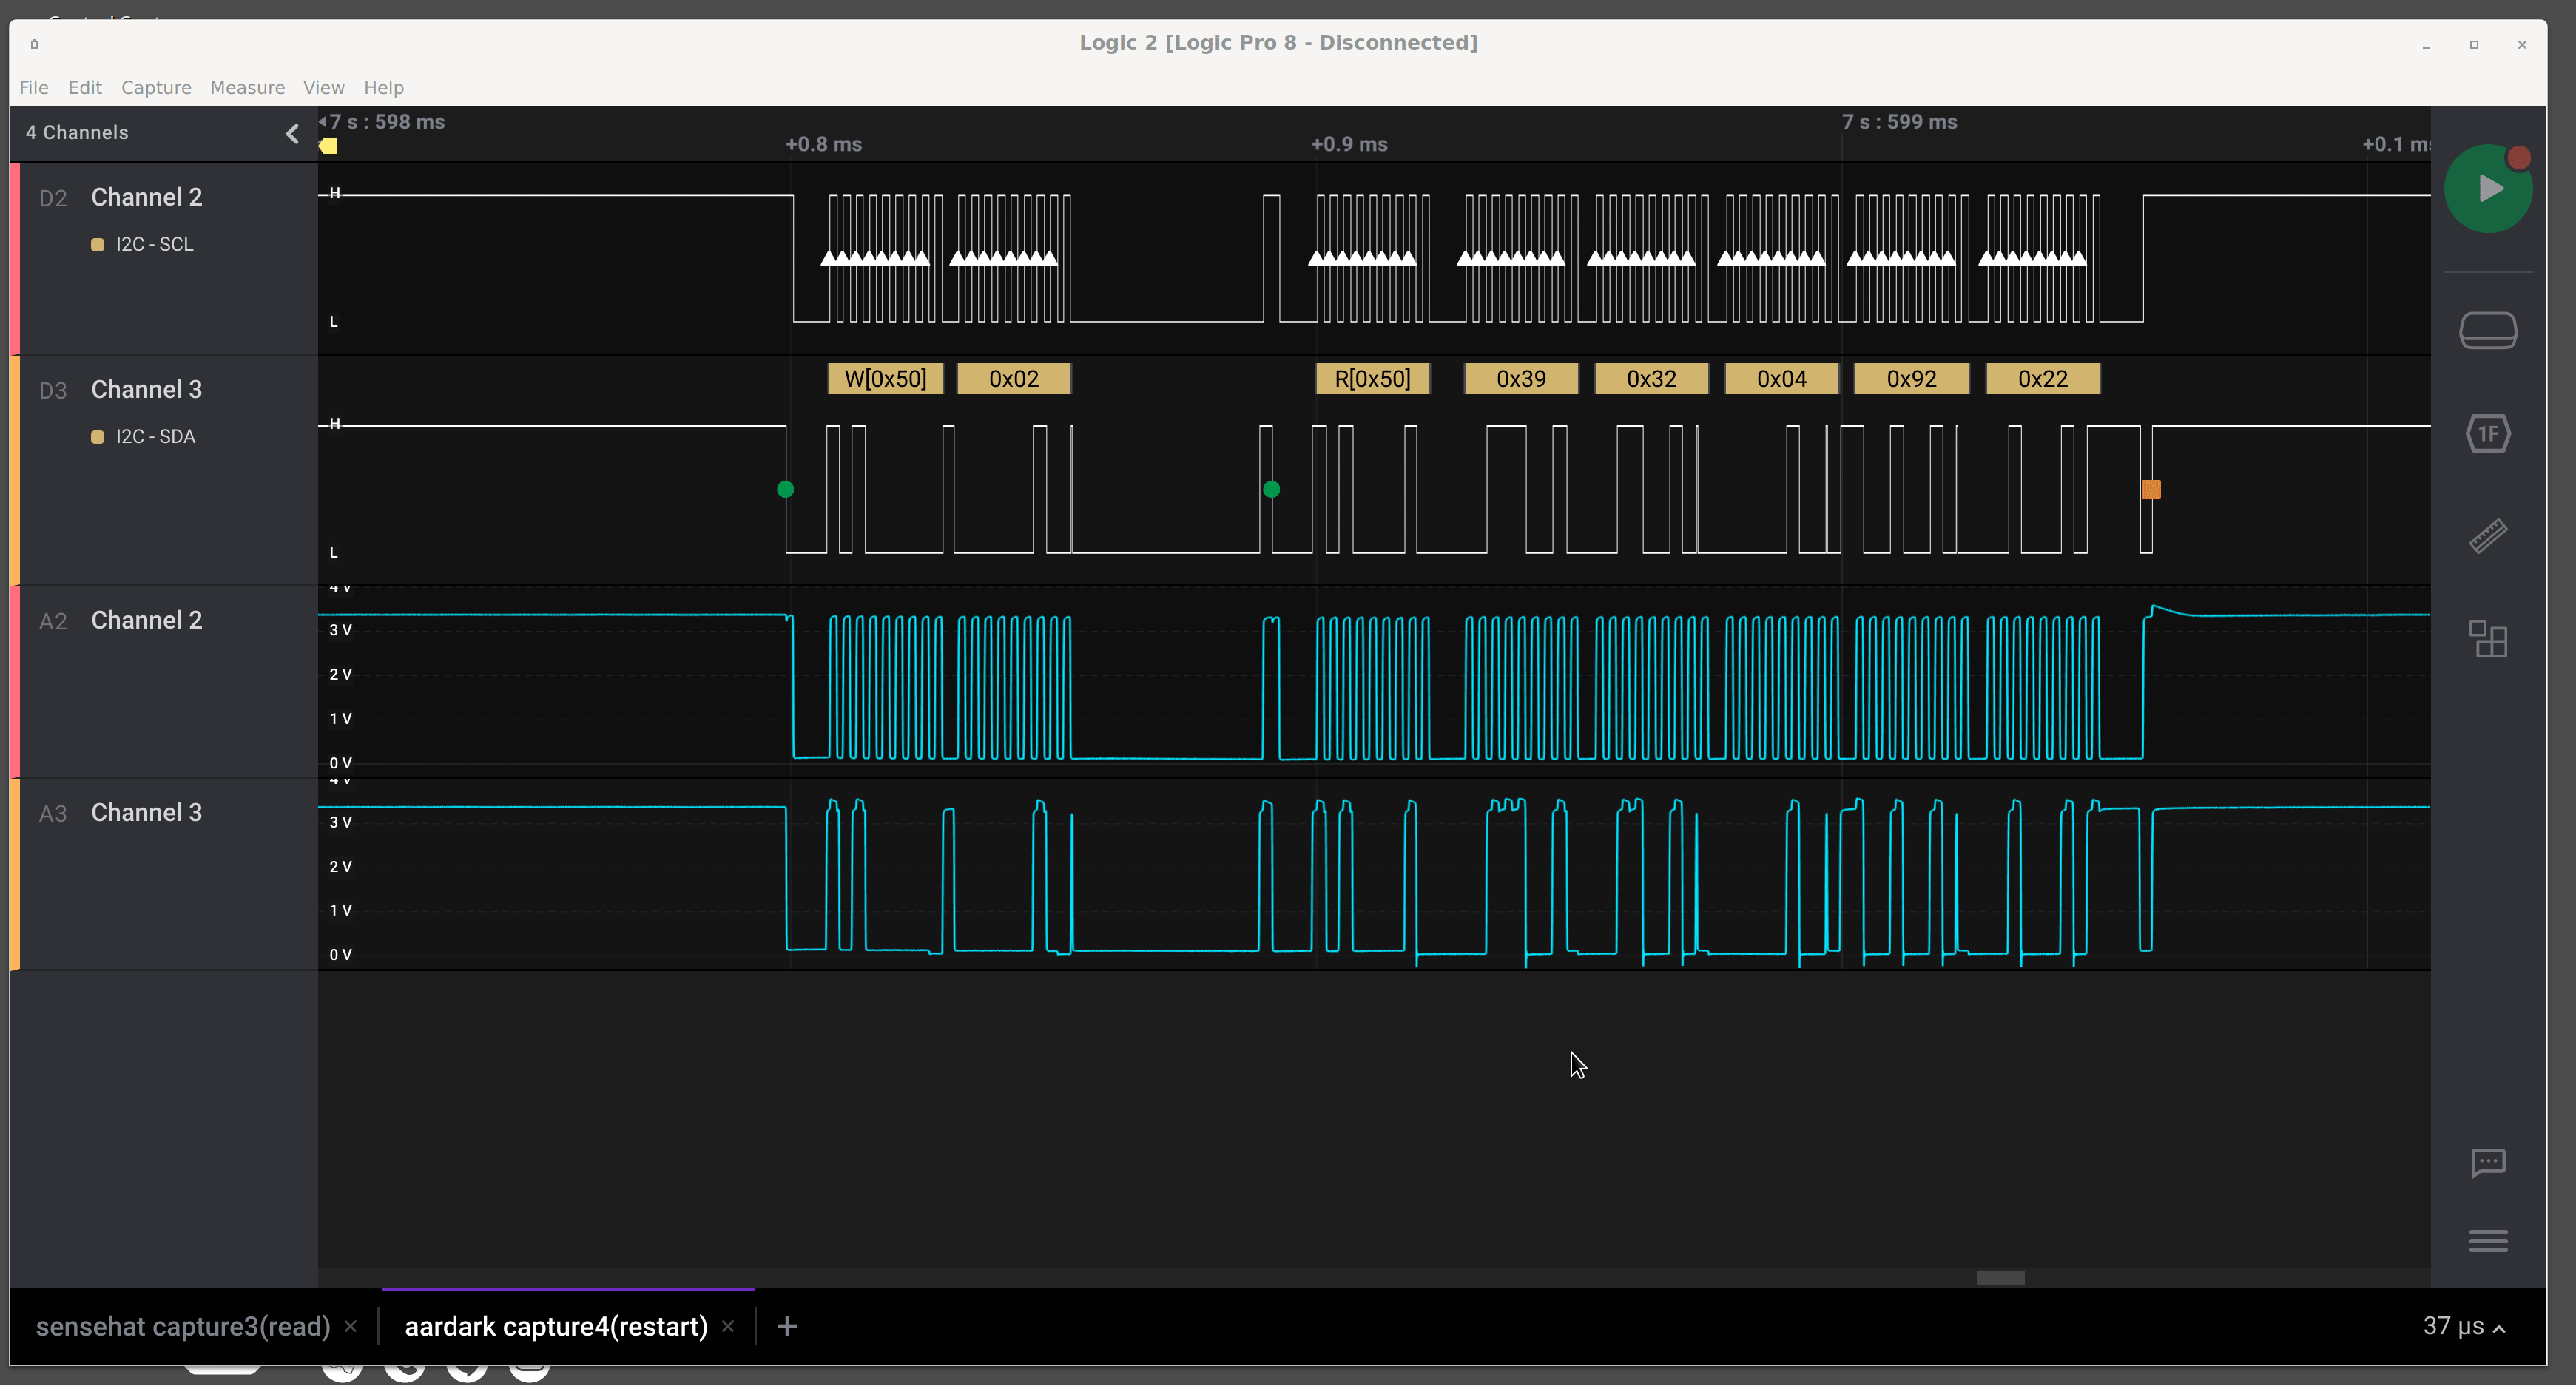 Logic 2 [Logic Pro 8 - Disconnected]
File Edit Capture Measure View Help
4 Channels
7 s : 598 ms
7 s : 599 ms
+0.8 ms
+0.9 ms
+0.1 ms
D2 Channel 2
I2C - SCL
H
L
D3 Channel 3
I2C - SDA
W[0x50] 0x02 R[0x50] 0x39 0x32 0x04 0x92 0x22
H
L
1F
A2 Channel 2
4 V
3 V
2 V
1 V
0 V
A3 Channel 3
4 V
3 V
2 V
1 V
0 V
sensehat capture3(read)
aardark capture4(restart)
37 µs